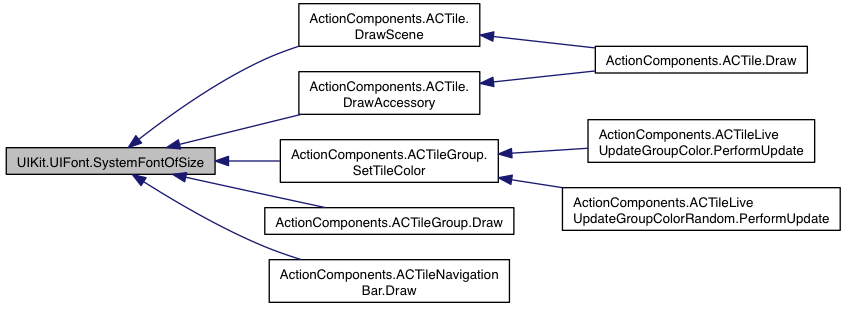 UIKit.UIFont.SystemFontOfSize
ActionComponents.ACTile.
DrawScene
ActionComponents.ACTile.
DrawAccessory
ActionComponents.ACTile.Draw
ActionComponents.ACTileGroup.
SetTileColor
ActionComponents.ACTileLive
UpdateGroupColor.PerformUpdate
ActionComponents.ACTileLive
UpdateGroupColorRandom.PerformUpdate
ActionComponents.ACTileGroup.Draw
ActionComponents.ACTileNavigation
Bar.Draw